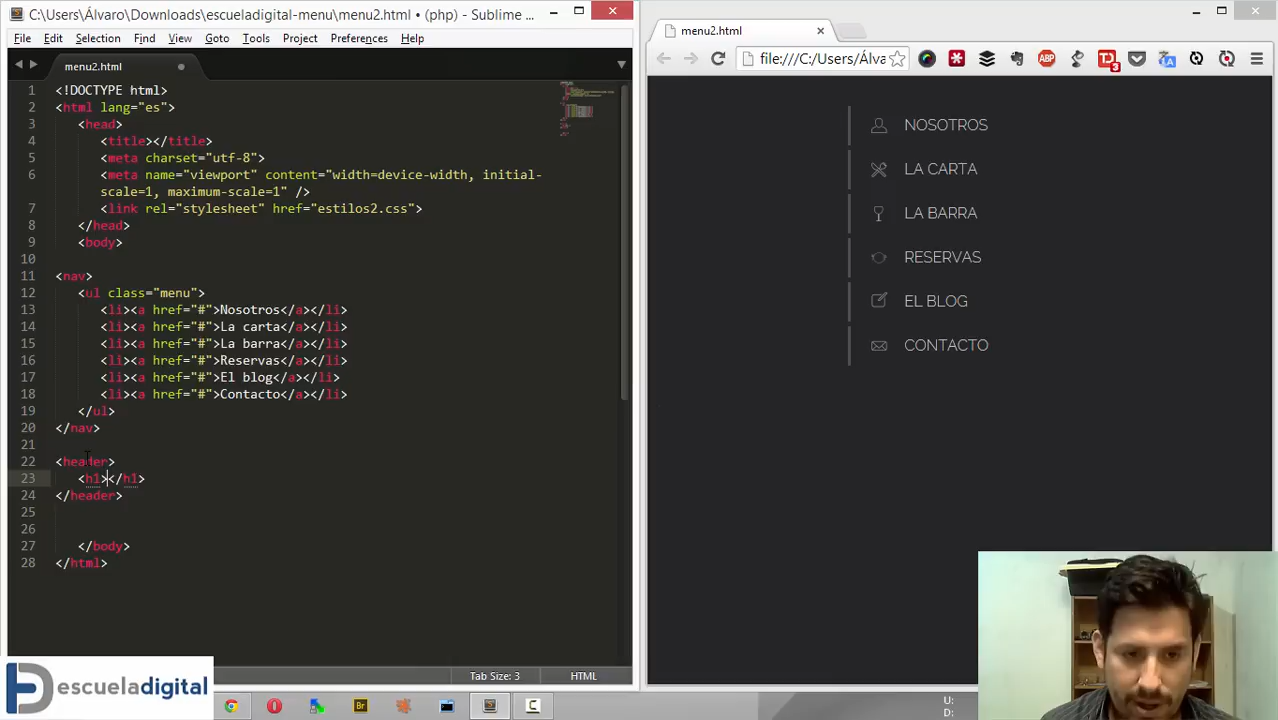 C:\Users\Álvaro\Downloads\escueladigital-menu\menu2.html • (php) - Sublime ...
File Edit Selection Find View Goto Tools Project Preferences Help
menu2.html
1 <!DOCTYPE html>
2 <html lang="es">
3 <head>
4 <title></title>
5 <meta charset="utf-8">
6 <meta name="viewport" content="width=device-width, initial-
scale=1, maximum-scale=1" />
7 <link rel="stylesheet" href="estilos2.css">
8 </head>
9 <body>
10
11 <nav>
12 <ul class="menu">
13 <li><a href="#">Nosotros</a></li>
14 <li><a href="#">La carta</a></li>
15 <li><a href="#">La barra</a></li>
16 <li><a href="#">Reservas</a></li>
17 <li><a href="#">El blog</a></li>
18 <li><a href="#">Contacto</a></li>
19 </ul>
20 </nav>
21
22 <header>
23 <h1></h1>
24 </header>
25
26
27 </body>
28 </html>
Tab Size: 3 HTML
escueladigital
menu2.html
file:///C:/Users/Álva
ABP
3
NOSOTROS
LA CARTA
LA BARRA
RESERVAS
EL BLOG
CONTACTO
Br
U:
D: